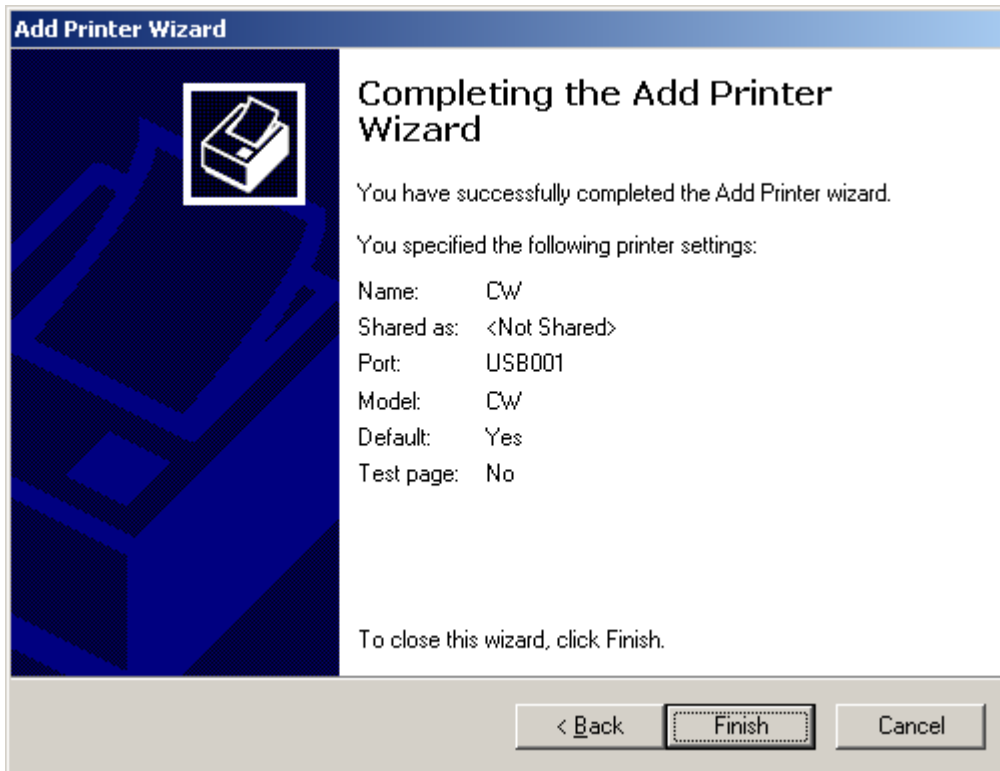 Add Printer Wizard
Completing the Add Printer
Wizard
You have successfully completed the Add Printer wizard.
You specified the following printer settings:
Name: CW
Shared as: <Not Shared>
Port: USB001
Model: CW
Default: Yes
Test page: No
To close this wizard, click Finish.
< Back Finish Cancel